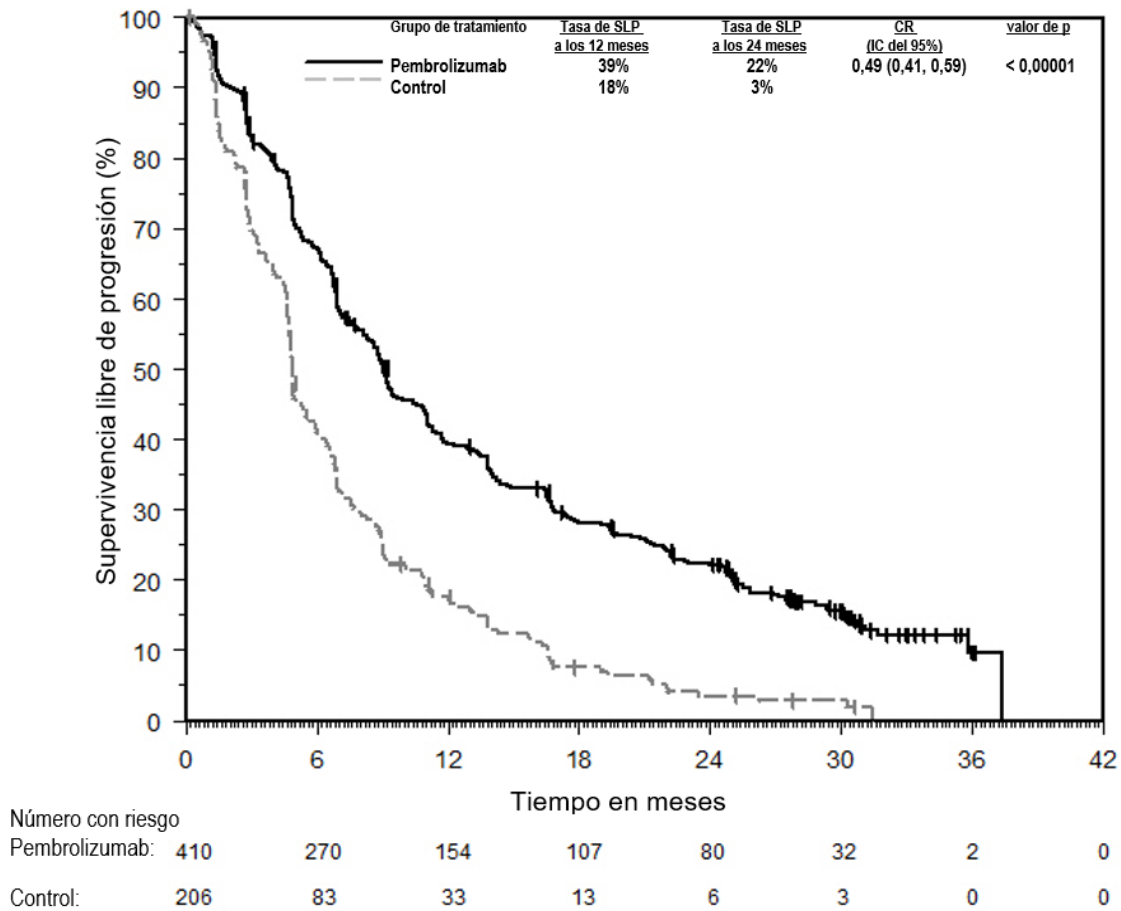 Grupo de tratamiento Tasa de SLP Tasa de SLP CR valor de p
a los 12 meses a los 24 meses (IC del 95%)
Pembrolizumab 39% 22% 0,49 (0,41, 0,59) < 0,00001
Control 18% 3%
100
90
80
70
60
50
40
30
20
10
0
Supervivencia libre de progresión (%)
0 6 12 18 24 30 36 42
Tiempo en meses
Número con riesgo
Pembrolizumab: 410 270 154 107 80 32 2 0
Control: 206 83 33 13 6 3 0 0